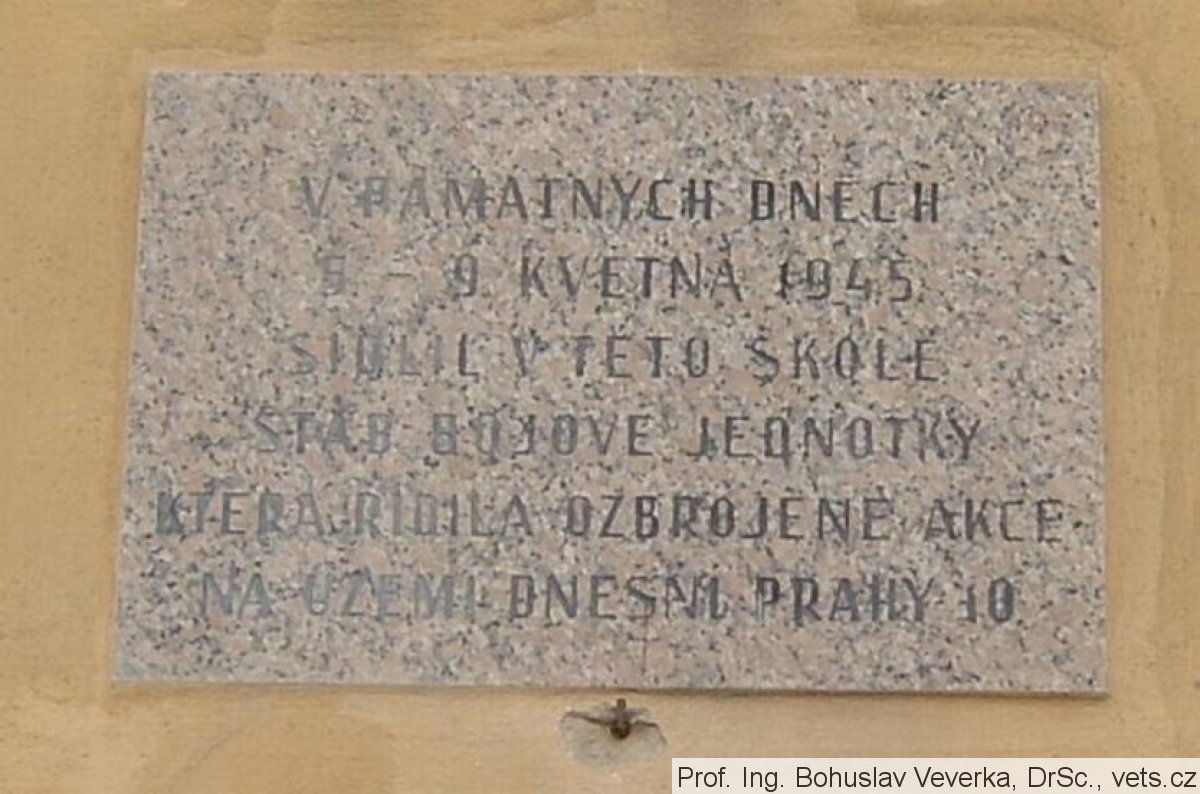 V PAMÁTNÝCH DNECH
5 – 9 KVĚTNA 1945
SÍDLIL V TÉTO ŠKOLE
ŠTÁB BOJOVÉ JEDNOTKY
KTERÁ ŘÍDILA OZBROJENÉ AKCE
NA ÚZEMÍ DNEŠNÍ PRAHY 10
Prof. Ing. Bohuslav Veverka, DrSc., vets.cz